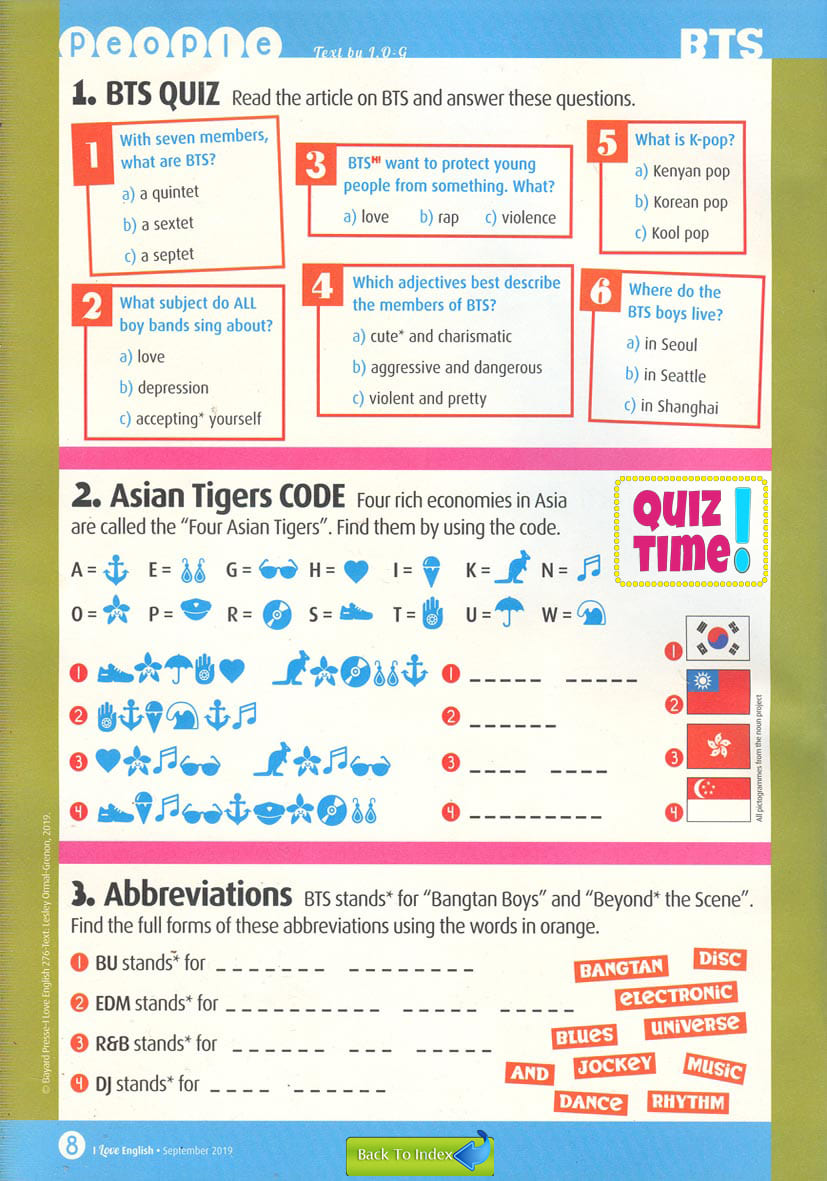 People
Text by J.O-G
BTS
1. BTS QUIZ Read the article on BTS and answer these questions.
1
With seven members,
what are BTS?
a) a quintet
b) a sextet
c) a septet
2
What subject do ALL
boy bands sing about?
a) love
b) depression
c) accepting* yourself
3
BTSHI want to protect young
people from something. What?
a) love b) rap c) violence
4
Which adjectives best describe
the members of BTS?
a) cute* and charismatic
b) aggressive and dangerous
c) violent and pretty
5
What is K-pop?
a) Kenyan pop
b) Korean pop
c) Kool pop
6
Where do the
BTS boys live?
a) in Seoul
b) in Seattle
c) in Shanghai
2. Asian Tigers CODE Four rich economies in Asia
are called the “Four Asian Tigers”. Find them by using the code.
QUIZ
TIME!
A = E = G = H = I = K = N =
O = P = R = S = T = U = W =
1 1 _ _ _ _ _ _ _ _ _ _ 1
2 2 _ _ _ _ _ _ 2
3 3 _ _ _ _ _ _ _ _ 3
4 4 _ _ _ _ _ _ _ _ _ 4
All pictogrammes from the noun project
3. Abbreviations BTS stands* for “Bangtan Boys” and “Beyond* the Scene”.
Find the full forms of these abbreviations using the words in orange.
1 BU stands* for _ _ _ _ _ _ _ _ _ _ _ _ _ _ _
2 EDM stands* for _ _ _ _ _ _ _ _ _ _ _ _ _ _ _ _ _ _ _ _
3 R&B stands* for _ _ _ _ _ _ _ _ _ _ _ _ _ _
4 DJ stands* for _ _ _ _ _ _ _ _ _ _
BANGTAN DISC
ELECTRONIC
BLUES UNIVERSE
AND JOCKEY MUSIC
DANCE RHYTHM
© Bayard Presse-I Love English 276-Text: Lesley Ormal-Grenon, 2019.
8 I Love English • September 2019
Back To Index